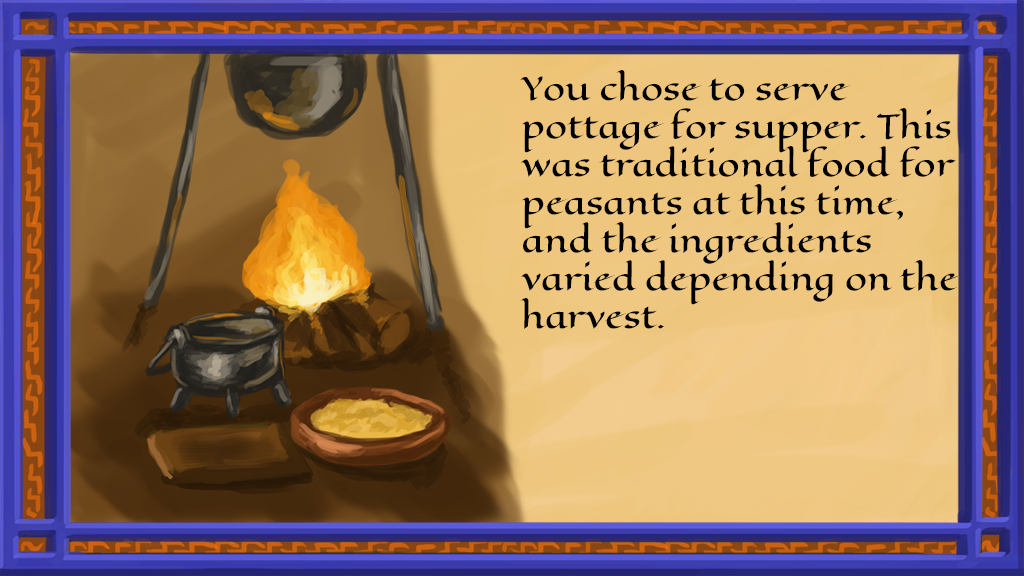 You chose to serve
pottage for supper. This
was traditional food for
peasants at this time,
and the ingredients
varied depending on the
harvest.